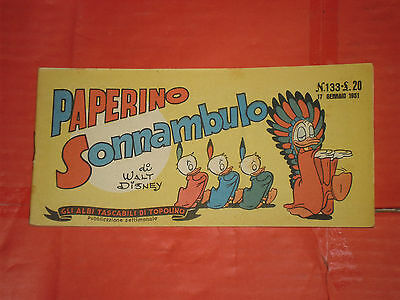 PAPERINO
Sonnambulo
di
WALT
DISNEY
N.133-£.20
17 GENNAIO 1951
GLI ALBI TASCABILI DI TOPOLINO
Pubblicazione settimanale